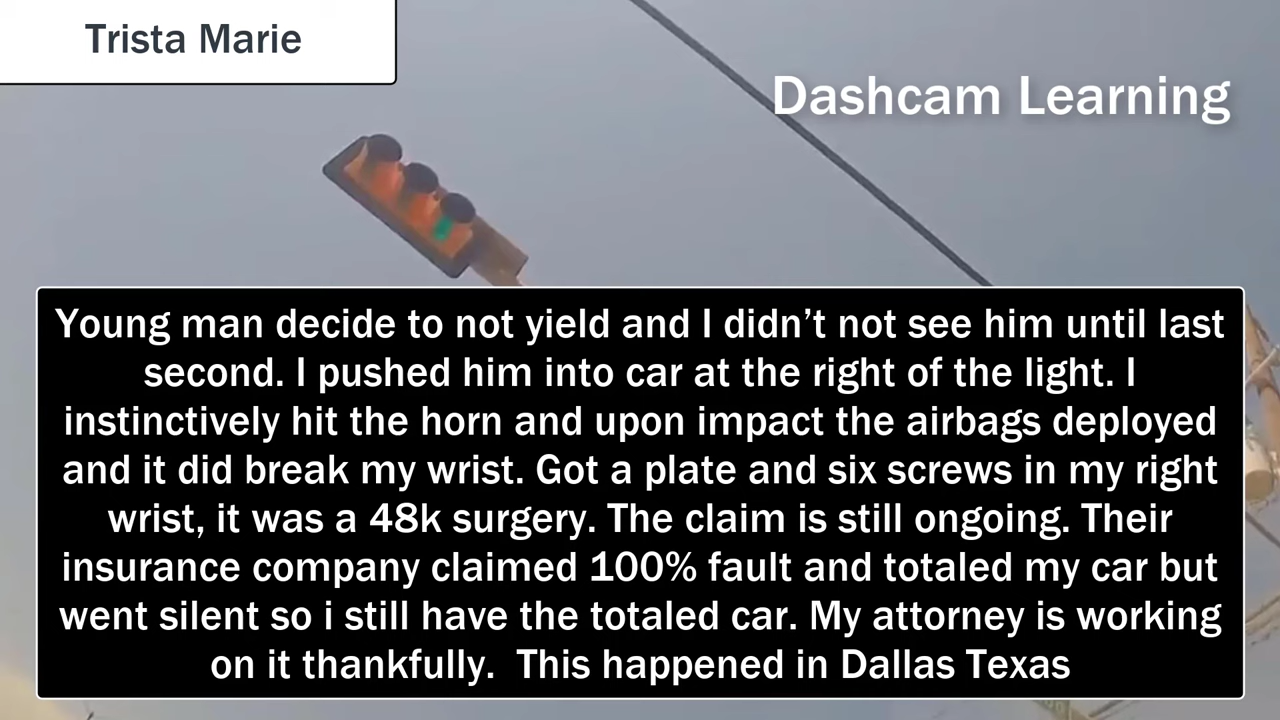 Trista Marie
Dashcam Learning
Young man decide to not yield and I didn't not see him until last
second. I pushed him into car at the right of the light. I
instinctively hit the horn and upon impact the airbags deployed
and it did break my wrist. Got a plate and six screws in my right
wrist, it was a 48k surgery. The claim is still ongoing. Their
insurance company claimed 100% fault and totaled my car but
went silent so i still have the totaled car. My attorney is working
on it thankfully.  This happened in Dallas Texas